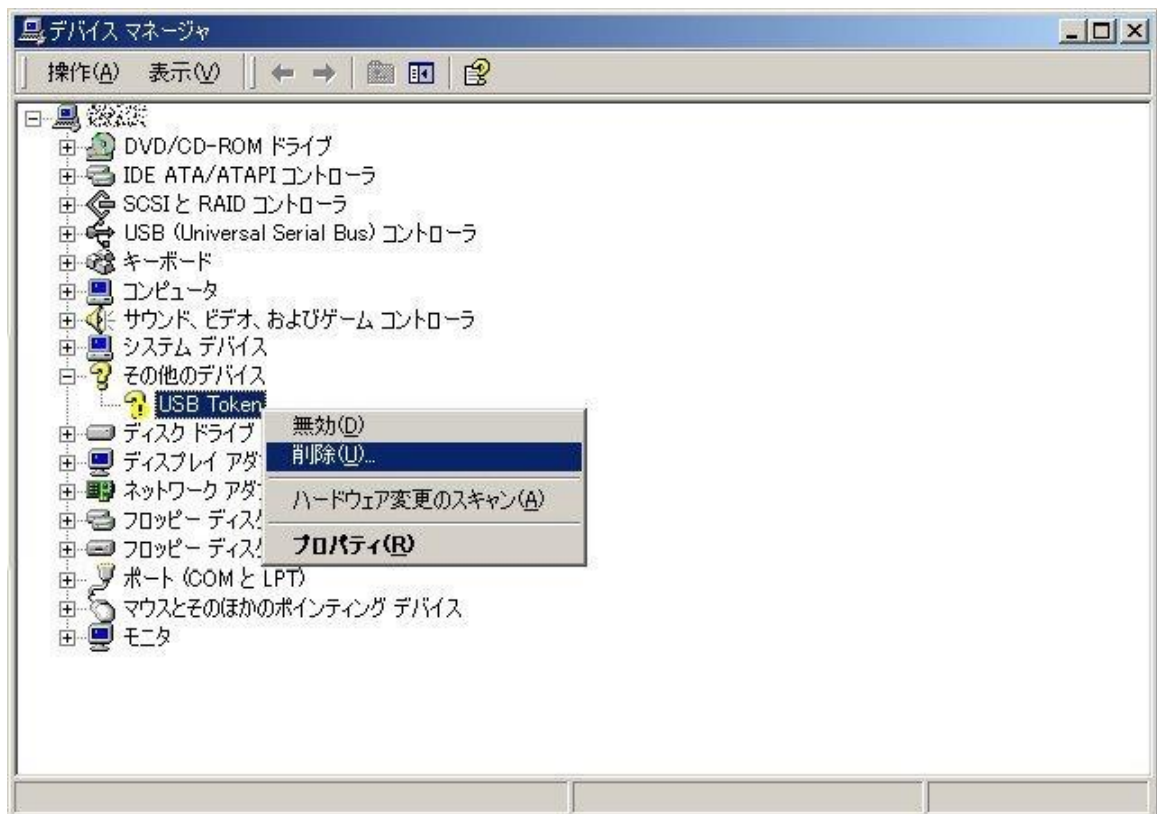 デバイス マネージャ
操作(A) 表示(V)
DVD/CD-ROM ドライブ
IDE ATA/ATAPI コントローラ
SCSI と RAID コントローラ
USB (Universal Serial Bus) コントローラ
キーボード
コンピュータ
サウンド、ビデオ、およびゲーム コントローラ
システム デバイス
その他のデバイス
USB Token
無効(D)
ディスク ドライブ
削除(U)...
ディスプレイ アダ
ハードウェア変更のスキャン(A)
ネットワーク アダ
フロッピー ディスク
プロパティ(R)
フロッピー ディスク
ポート (COM と LPT)
マウスとそのほかのポインティング デバイス
モニタ